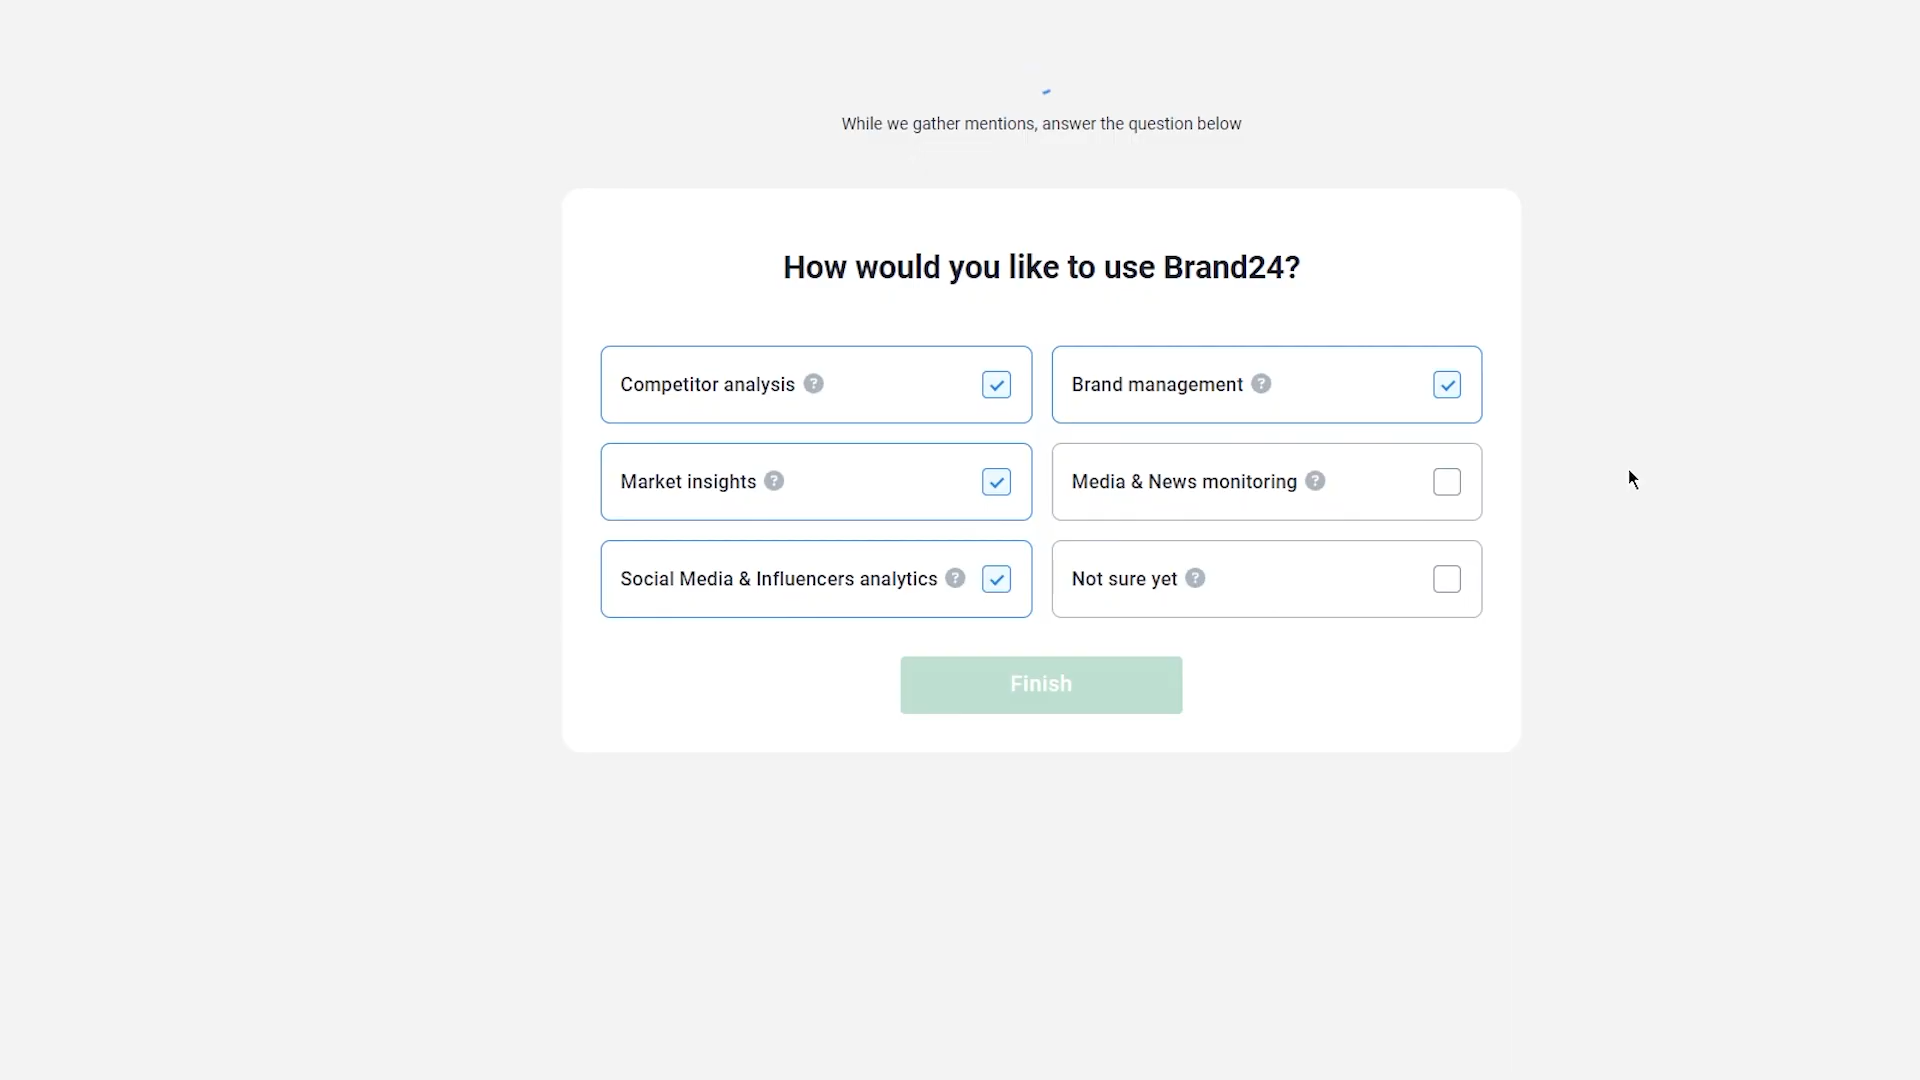 While we gather mentions, answer the question below
How would you like to use Brand24?
Competitor analysis ?
Brand management ?
Market insights ?
Media & News monitoring ?
Social Media & Influencers analytics ?
Not sure yet ?
Finish